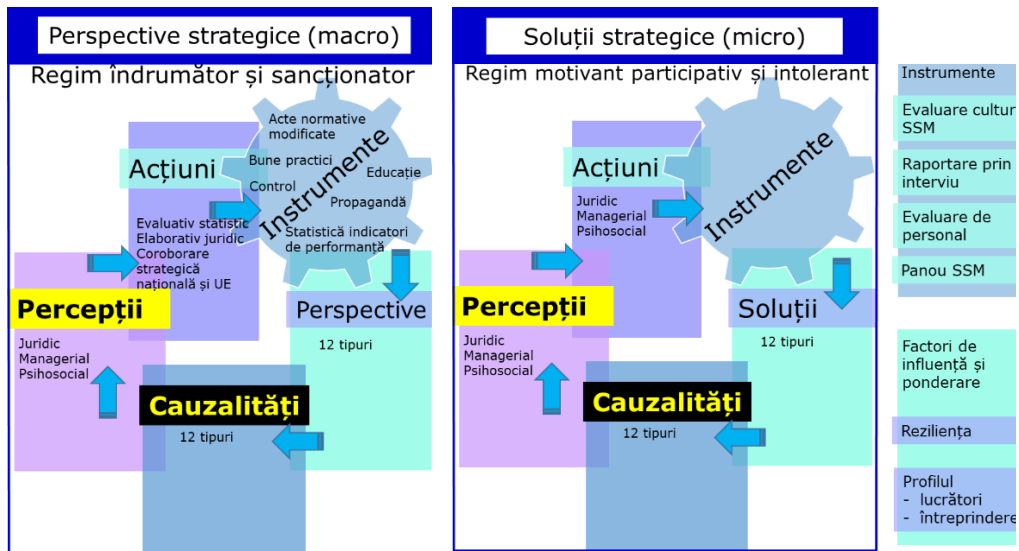 Perspective strategice (macro)
Regim îndrumător și sancționator
Acte normative
modificate
Bune practici
Educație
Control
Propagandă
Instrumente
Statistică indicatori
de performanță
Acțiuni
Evaluativ statistic
Elaborativ juridic
Coroborare
strategică
națională și UE
Percepții
Juridic
Managerial
Psihosocial
Perspective
12 tipuri
Cauzalități
12 tipuri
Soluții strategice (micro)
Regim motivant participativ și intolerant
Instrumente
Acțiuni
Juridic
Managerial
Psihosocial
Percepții
Juridic
Managerial
Psihosocial
Soluții
12 tipuri
Cauzalități
12 tipuri
Instrumente
Evaluare cultur
SSM
Raportare prin
interviu
Evaluare de
personal
Panou SSM
Factori de
influență și
ponderare
Reziliența
Profilul
- lucrători
- întreprindere